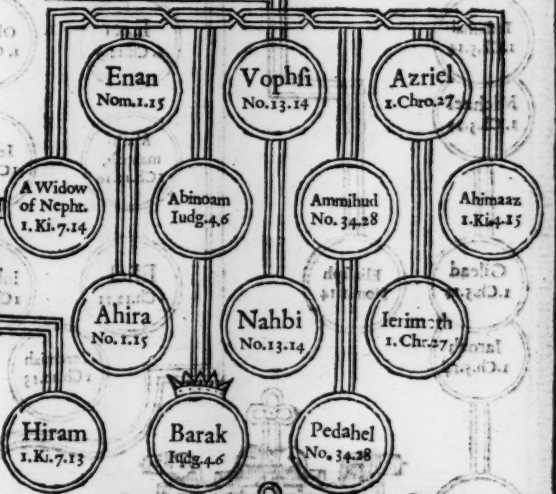 Enan
Nom.1.15
Vophſi
No.13.14
Azriel
1.Chro.27
A Widow
of Nepht.
1.Ki.7.14
Abinoam
Iudg.4.6
Ammihud
No. 34.28
Ahimaaz
1.Ki.4.15
Ahira
No.1.15
Nahbi
No.13.14
Ierimoth
1.Chr.27
Hiram
1.Ki.7.13
Barak
Iudg.4.6
Pedahel
No. 34.28
Gilead